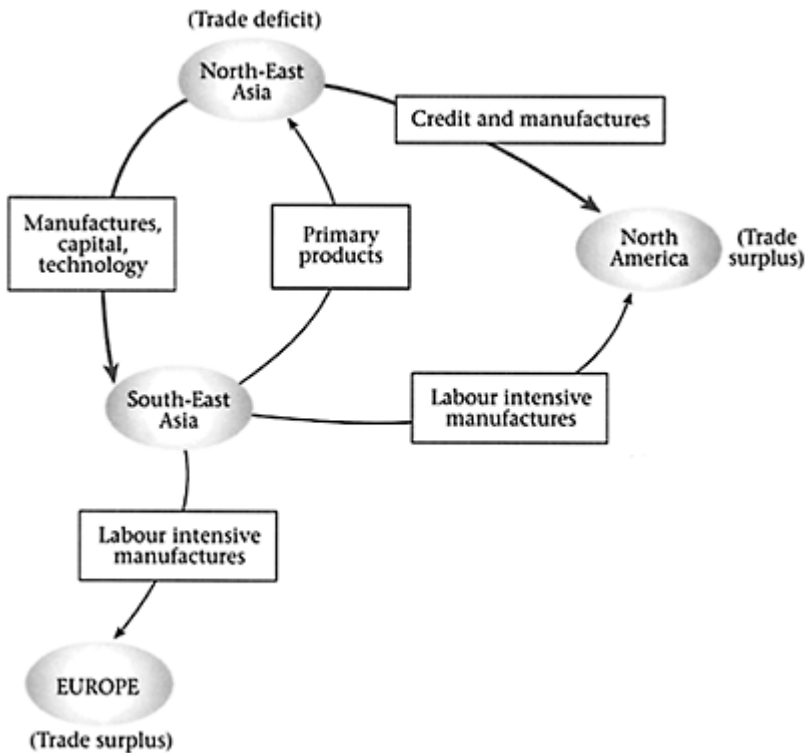 (Trade deficit)
North-East
Asia
Credit and manufactures
Manufactures,
capital,
technology
Primary
products
North
America
(Trade
surplus)
South-East
Asia
Labour intensive
manufactures
Labour intensive
manufactures
EUROPE
(Trade surplus)